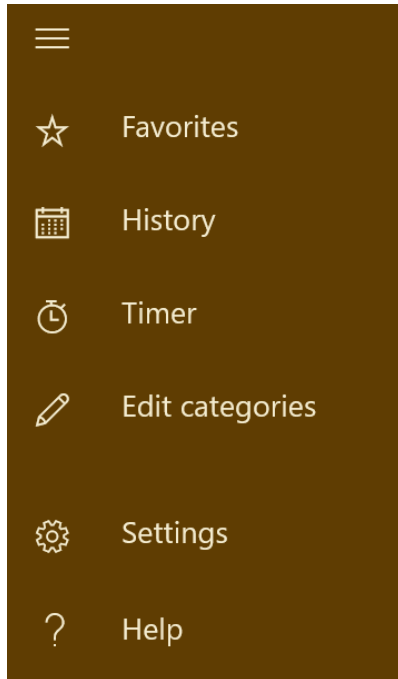 Favorites
History
Timer
Edit categories
Settings
Help